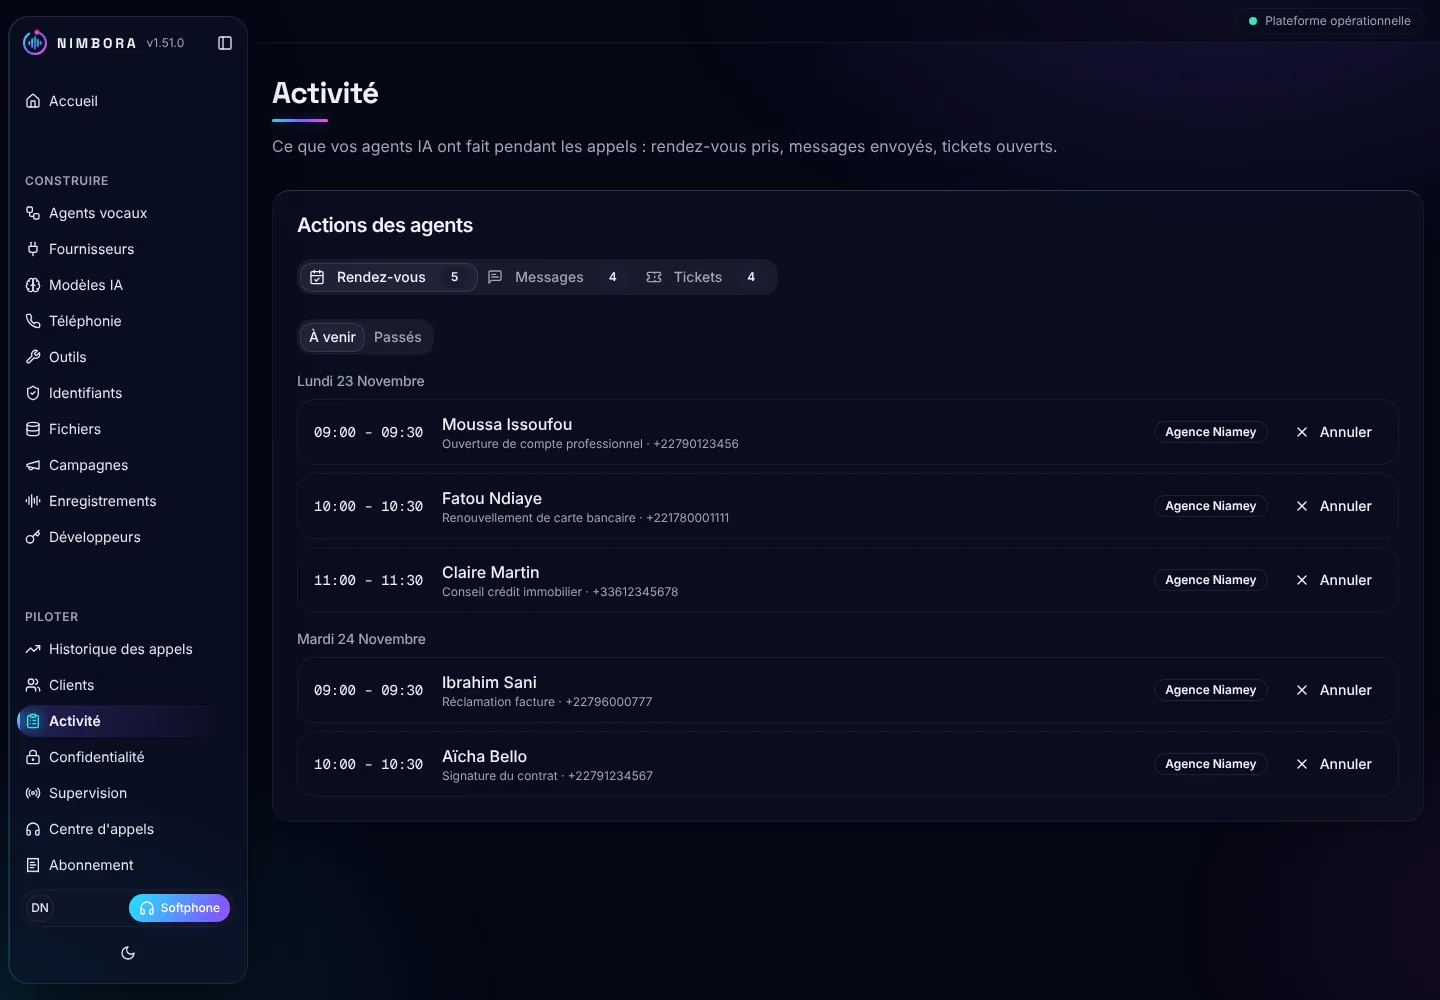 NIMBORA v1.51.0
Plateforme opérationnelle
Accueil
CONSTRUIRE
Agents vocaux
Fournisseurs
Modèles IA
Téléphonie
Outils
Identifiants
Fichiers
Campagnes
Enregistrements
Développeurs
PILOTER
Historique des appels
Clients
Activité
Confidentialité
Supervision
Centre d'appels
Abonnement
DN
Softphone
Activité
Ce que vos agents IA ont fait pendant les appels : rendez-vous pris, messages envoyés, tickets ouverts.
Actions des agents
Rendez-vous 5 Messages 4 Tickets 4
À venir Passés
Lundi 23 Novembre
09:00 – 09:30 Moussa Issoufou Agence Niamey Annuler
Ouverture de compte professionnel · +22790123456
10:00 – 10:30 Fatou Ndiaye Agence Niamey Annuler
Renouvellement de carte bancaire · +221780001111
11:00 – 11:30 Claire Martin Agence Niamey Annuler
Conseil crédit immobilier · +33612345678
Mardi 24 Novembre
09:00 – 09:30 Ibrahim Sani Agence Niamey Annuler
Réclamation facture · +22796000777
10:00 – 10:30 Aïcha Bello Agence Niamey Annuler
Signature du contrat · +22791234567